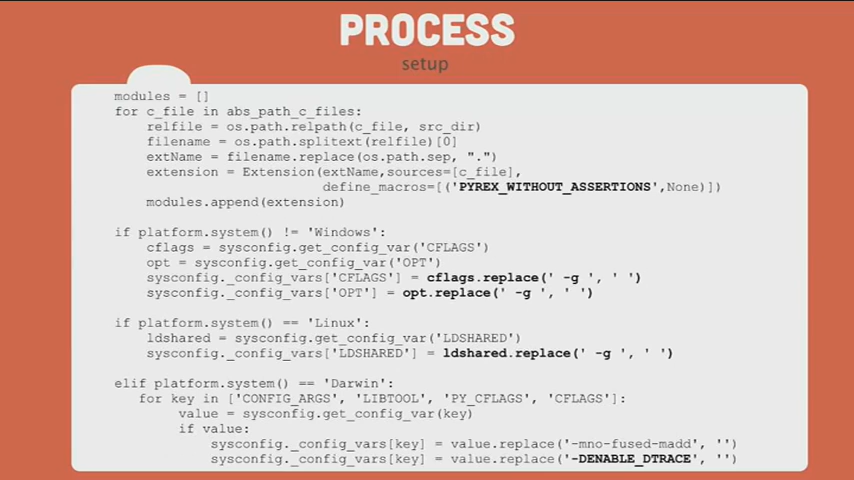 PROCESS
setup
modules = []
for c_file in abs_path_c_files:
    relfile = os.path.relpath(c_file, src_dir)
    filename = os.path.splitext(relfile)[0]
    extName = filename.replace(os.path.sep, ".")
    extension = Extension(extName,sources=[c_file],
                          define_macros=[('PYREX_WITHOUT_ASSERTIONS',None)])
    modules.append(extension)
if platform.system() != 'Windows':
    cflags = sysconfig.get_config_var('CFLAGS')
    opt = sysconfig.get_config_var('OPT')
    sysconfig._config_vars['CFLAGS'] = cflags.replace(' -g ', ' ')
    sysconfig._config_vars['OPT'] = opt.replace(' -g ', ' ')
if platform.system() == 'Linux':
    ldshared = sysconfig.get_config_var('LDSHARED')
    sysconfig._config_vars['LDSHARED'] = ldshared.replace(' -g ', ' ')
elif platform.system() == 'Darwin':
   for key in ['CONFIG_ARGS', 'LIBTOOL', 'PY_CFLAGS', 'CFLAGS']:
        value = sysconfig.get_config_var(key)
        if value:
            sysconfig._config_vars[key] = value.replace('-mno-fused-madd', '')
            sysconfig._config_vars[key] = value.replace('-DENABLE_DTRACE', '')